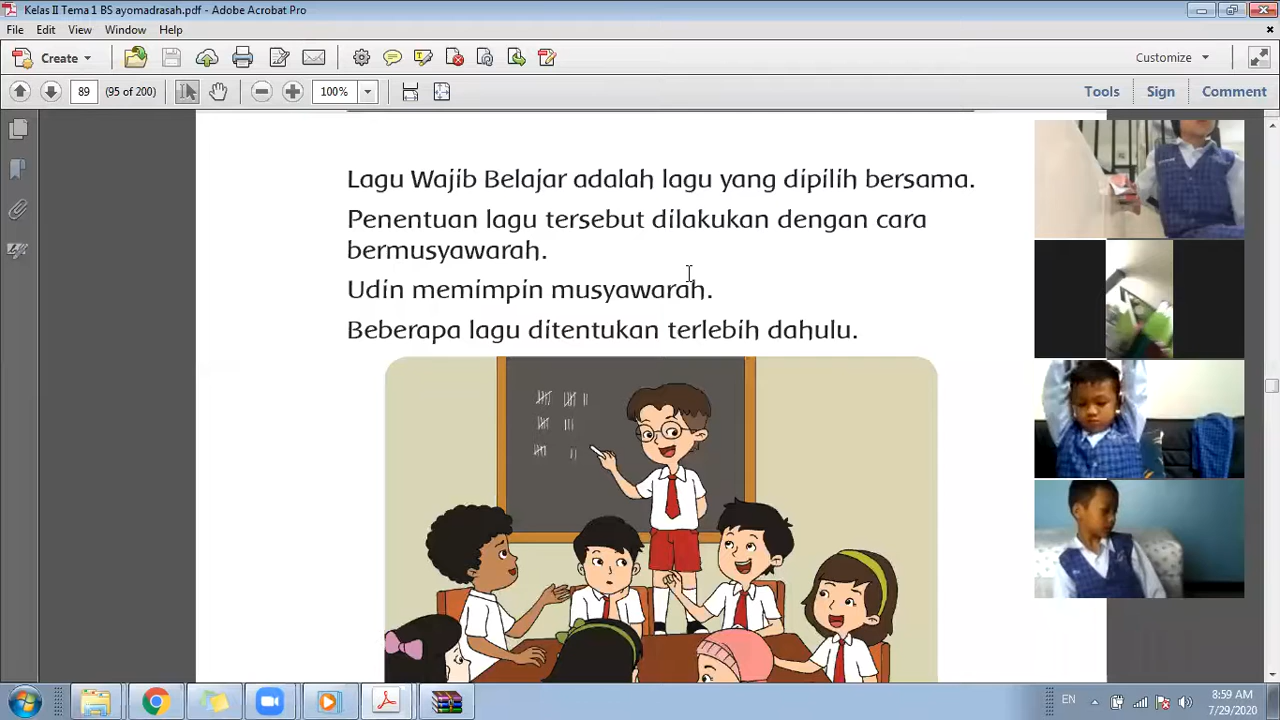 Kelas II Tema 1 BS ayomadrasah.pdf - Adobe Acrobat Pro
File Edit View Window Help
Create Customize
89 (95 of 200) 100% Tools Sign Comment
Lagu Wajib Belajar adalah lagu yang dipilih bersama.
Penentuan lagu tersebut dilakukan dengan cara
bermusyawarah.
Udin memimpin musyawarah.
Beberapa lagu ditentukan terlebih dahulu.
EN 8:59 AM
7/29/2020